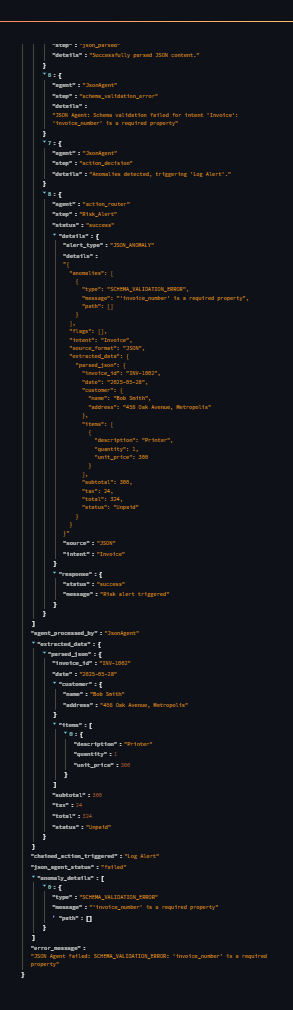 "step" : "json_parsed"
"details" : "Successfully parsed JSON content."
}
6 : {
"agent" : "JsonAgent"
"step" : "schema_validation_error"
"details" :
"JSON Agent: Schema validation failed for intent 'Invoice':
'invoice_number' is a required property"
}
7 : {
"agent" : "JsonAgent"
"step" : "action_decision"
"details" : "Anomalies detected, triggering 'Log Alert'."
}
8 : {
"agent" : "action_router"
"step" : "Risk_Alert"
"status" : "success"
"details" : {
"alert_type" : "JSON_ANOMALY"
"details" :
"{
"anomalies": [
{
"type": "SCHEMA_VALIDATION_ERROR",
"message": "'invoice_number' is a required property",
"path": []
}
],
"flags": [],
"intent": "Invoice",
"source_format": "JSON",
"extracted_data": {
"parsed_json": {
"invoice_id": "INV-1002",
"date": "2025-05-28",
"customer": {
"name": "Bob Smith",
"address": "456 Oak Avenue, Metropolis"
},
"items": [
{
"description": "Printer",
"quantity": 1,
"unit_price": 300
}
],
"subtotal": 300,
"tax": 24,
"total": 324,
"status": "Unpaid"
}
}
}"
"source" : "JSON"
"intent" : "Invoice"
}
"response" : {
"status" : "success"
"message" : "Risk alert triggered"
}
}
]
"agent_processed_by" : "JsonAgent"
"extracted_data" : {
"parsed_json" : {
"invoice_id" : "INV-1002"
"date" : "2025-05-28"
"customer" : {
"name" : "Bob Smith"
"address" : "456 Oak Avenue, Metropolis"
}
"items" : [
0 : {
"description" : "Printer"
"quantity" : 1
"unit_price" : 300
}
]
"subtotal" : 300
"tax" : 24
"total" : 324
"status" : "Unpaid"
}
}
"chained_action_triggered" : "Log Alert"
"json_agent_status" : "failed"
"anomaly_details" : [
0 : {
"type" : "SCHEMA_VALIDATION_ERROR"
"message" : "'invoice_number' is a required property"
"path" : []
}
]
"error_message" :
"JSON Agent failed: SCHEMA_VALIDATION_ERROR: 'invoice_number' is a required
property"
}